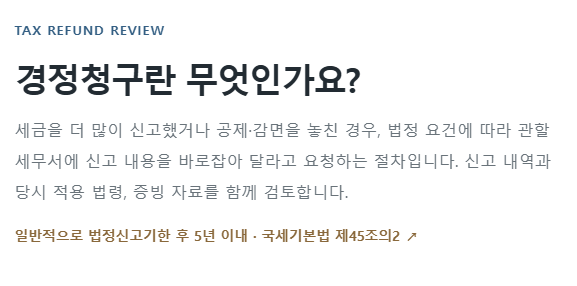 TAX REFUND REVIEW
경정청구란 무엇인가요?
세금을 더 많이 신고했거나 공제·감면을 놓친 경우, 법정 요건에 따라 관할
세무서에 신고 내용을 바로잡아 달라고 요청하는 절차입니다. 신고 내역과
당시 적용 법령, 증빙 자료를 함께 검토합니다.
일반적으로 법정신고기한 후 5년 이내 · 국세기본법 제45조의2 ↗